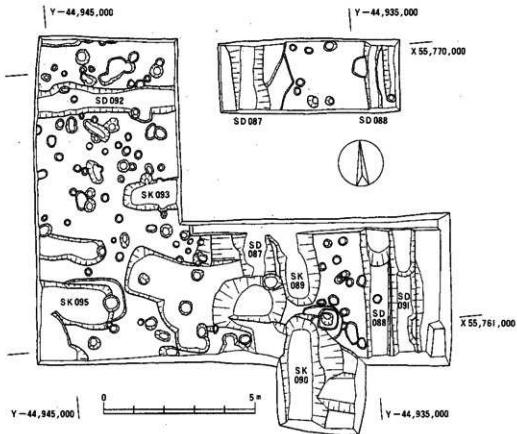 Y-44,945,000
Y-44,935,000
X 55,770,000
SD 092
SD 087
SD 088
SK 093
SD
087
SK
089
SK 095
SD
088
SD
091
X 55,761,000
SK
090
Y-44,945,000
0
5 m
Y-44,935,000